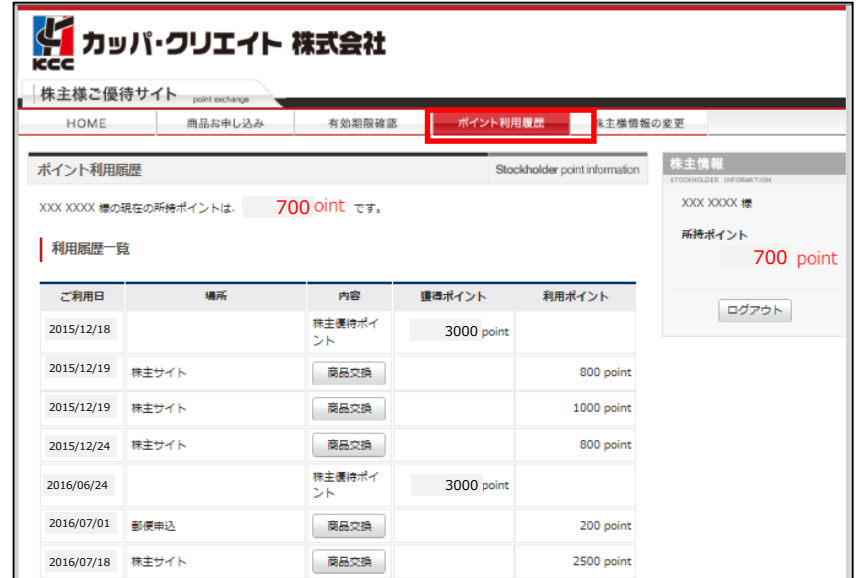 KCC カッパ・クリエイト 株式会社
株主様ご優待サイト point exchange
HOME 商品お申し込み 有効期限確認 ポイント利用履歴 株主様情報の変更
ポイント利用履歴 Stockholder point information
XXX XXXX 様の現在の所持ポイントは、 700 oint です。
利用履歴一覧
ご利用日 場所 内容 獲得ポイント 利用ポイント
2015/12/18 株主優待ポイ
ント 3000 point
2015/12/19 株主サイト 商品交換 800 point
2015/12/19 株主サイト 商品交換 1000 point
2015/12/24 株主サイト 商品交換 800 point
2016/06/24 株主優待ポイ
ント 3000 point
2016/07/01 郵便申込 商品交換 200 point
2016/07/18 株主サイト 商品交換 2500 point
株主情報
STOCKHOLDER INFORMATION
XXX XXXX 様
所持ポイント
700 point
ログアウト